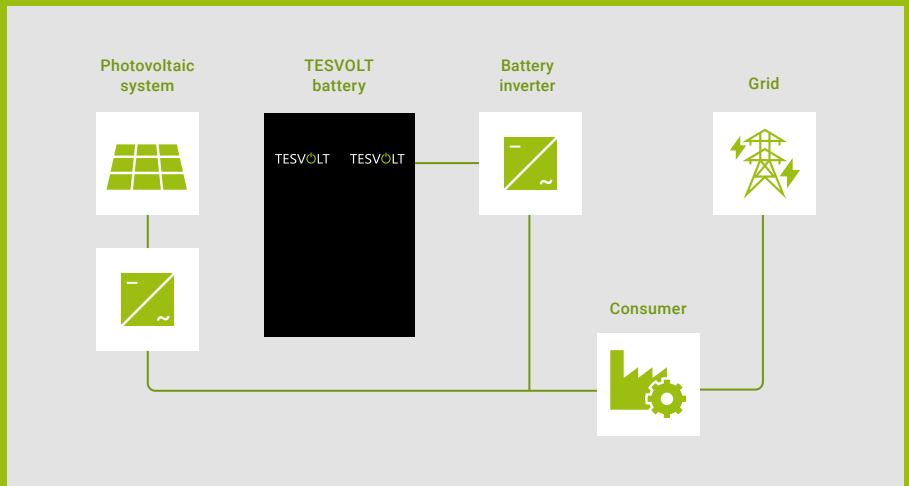 Photovoltaic
system
TESVOLT
battery
Battery
inverter
Grid
TESVOLT TESVOLT
Consumer